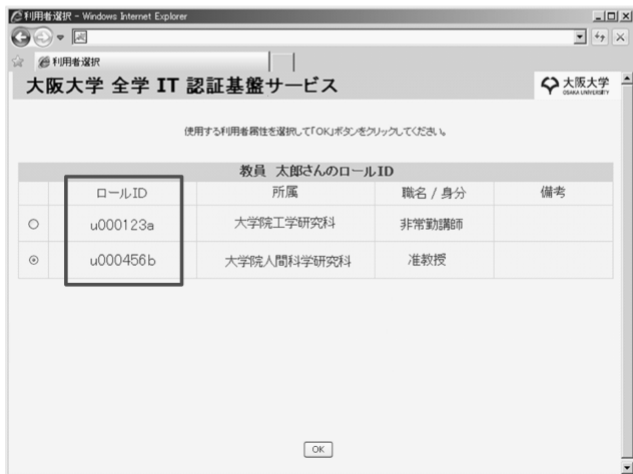 利用者選択 - Windows Internet Explorer
利用者選択
大阪大学 全学 IT 認証基盤サービス
大阪大学
OSAKA UNIVERSITY
使用する利用者属性を選択して「OK」ボタンをクリックしてください。
教員 太郎さんのロールID
ロールID 所属 職名 / 身分 備考
u000123a 大学院工学研究科 非常勤講師
u000456b 大学院人間科学研究科 准教授
OK